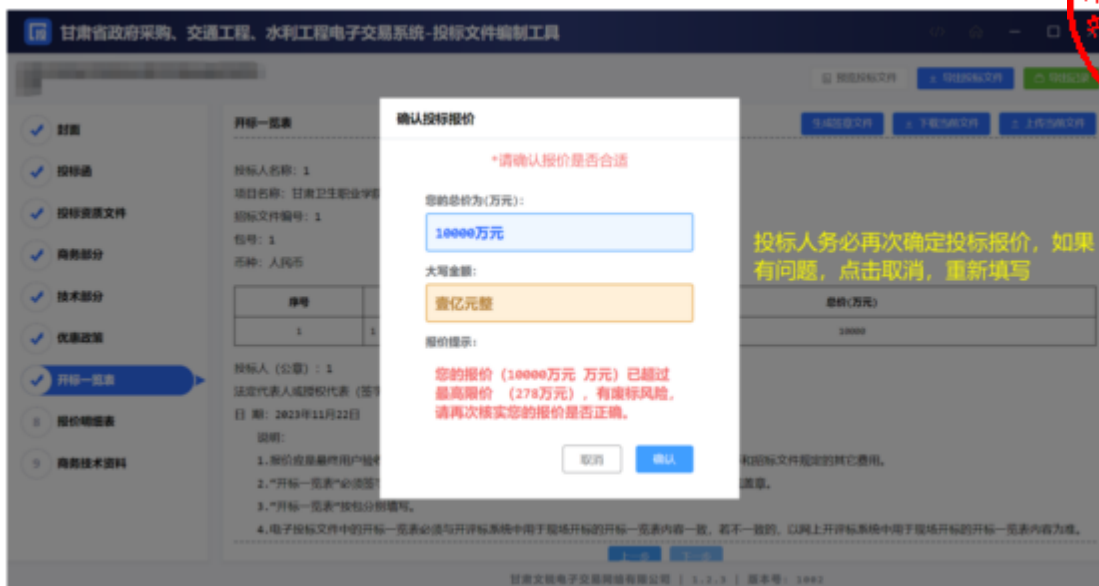 甘肃省政府采购、交通工程、水利工程电子交易系统-投标文件编制工具
预览投标文件
导出投标文件
封面
投标函
投标资质文件
商务部分
技术部分
优惠政策
开标一览表
8 报价明细表
9 商务技术资料
开标一览表
生成签章文件
下载当前文件
上传当前文件
投标人名称: 1
项目名称: 甘肃卫生职业学
招标文件编号: 1
包号: 1
币种: 人民币
序号
总价(万元)
1
1
10000
投标人 (公章) : 1
法定代表人或授权代表 (签
日 期: 2023年11月22日
说明:
1.报价应是最终用户验
和招标文件规定的其它费用。
2."开标一览表"必须签
盖章。
3."开标一览表"按包分别填写。
4.电子投标文件中的开标一览表必须与开评标系统中用于现场开标的开标一览表内容一致, 若不一致的, 以网上开评标系统中用于现场开标的开标一览表内容为准。
上一步
下一步
确认投标报价
*请确认报价是否合适
您的总价为(万元):
10000万元
大写金额:
壹亿元整
报价提示:
您的报价 (10000万元 万元) 已超过
最高限价 (278万元) , 有废标风险,
请再次核实您的报价是否正确。
取消
确认
投标人务必再次确定投标报价, 如果
有问题, 点击取消, 重新填写
甘肃文锐电子交易网络有限公司 | 1.2.3 | 版本号: 1002